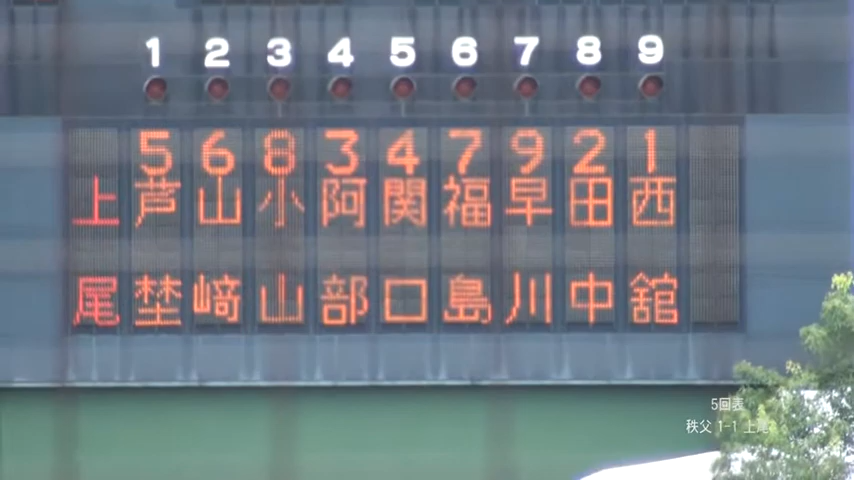 1 2 3 4 5 6 7 8 9
5 6 8 3 4 7 9 2 1
上尾
芦埜
山﨑
小山
阿部
関口
福島
早川
田中
西舘
5回表
秩父 1-1 上尾